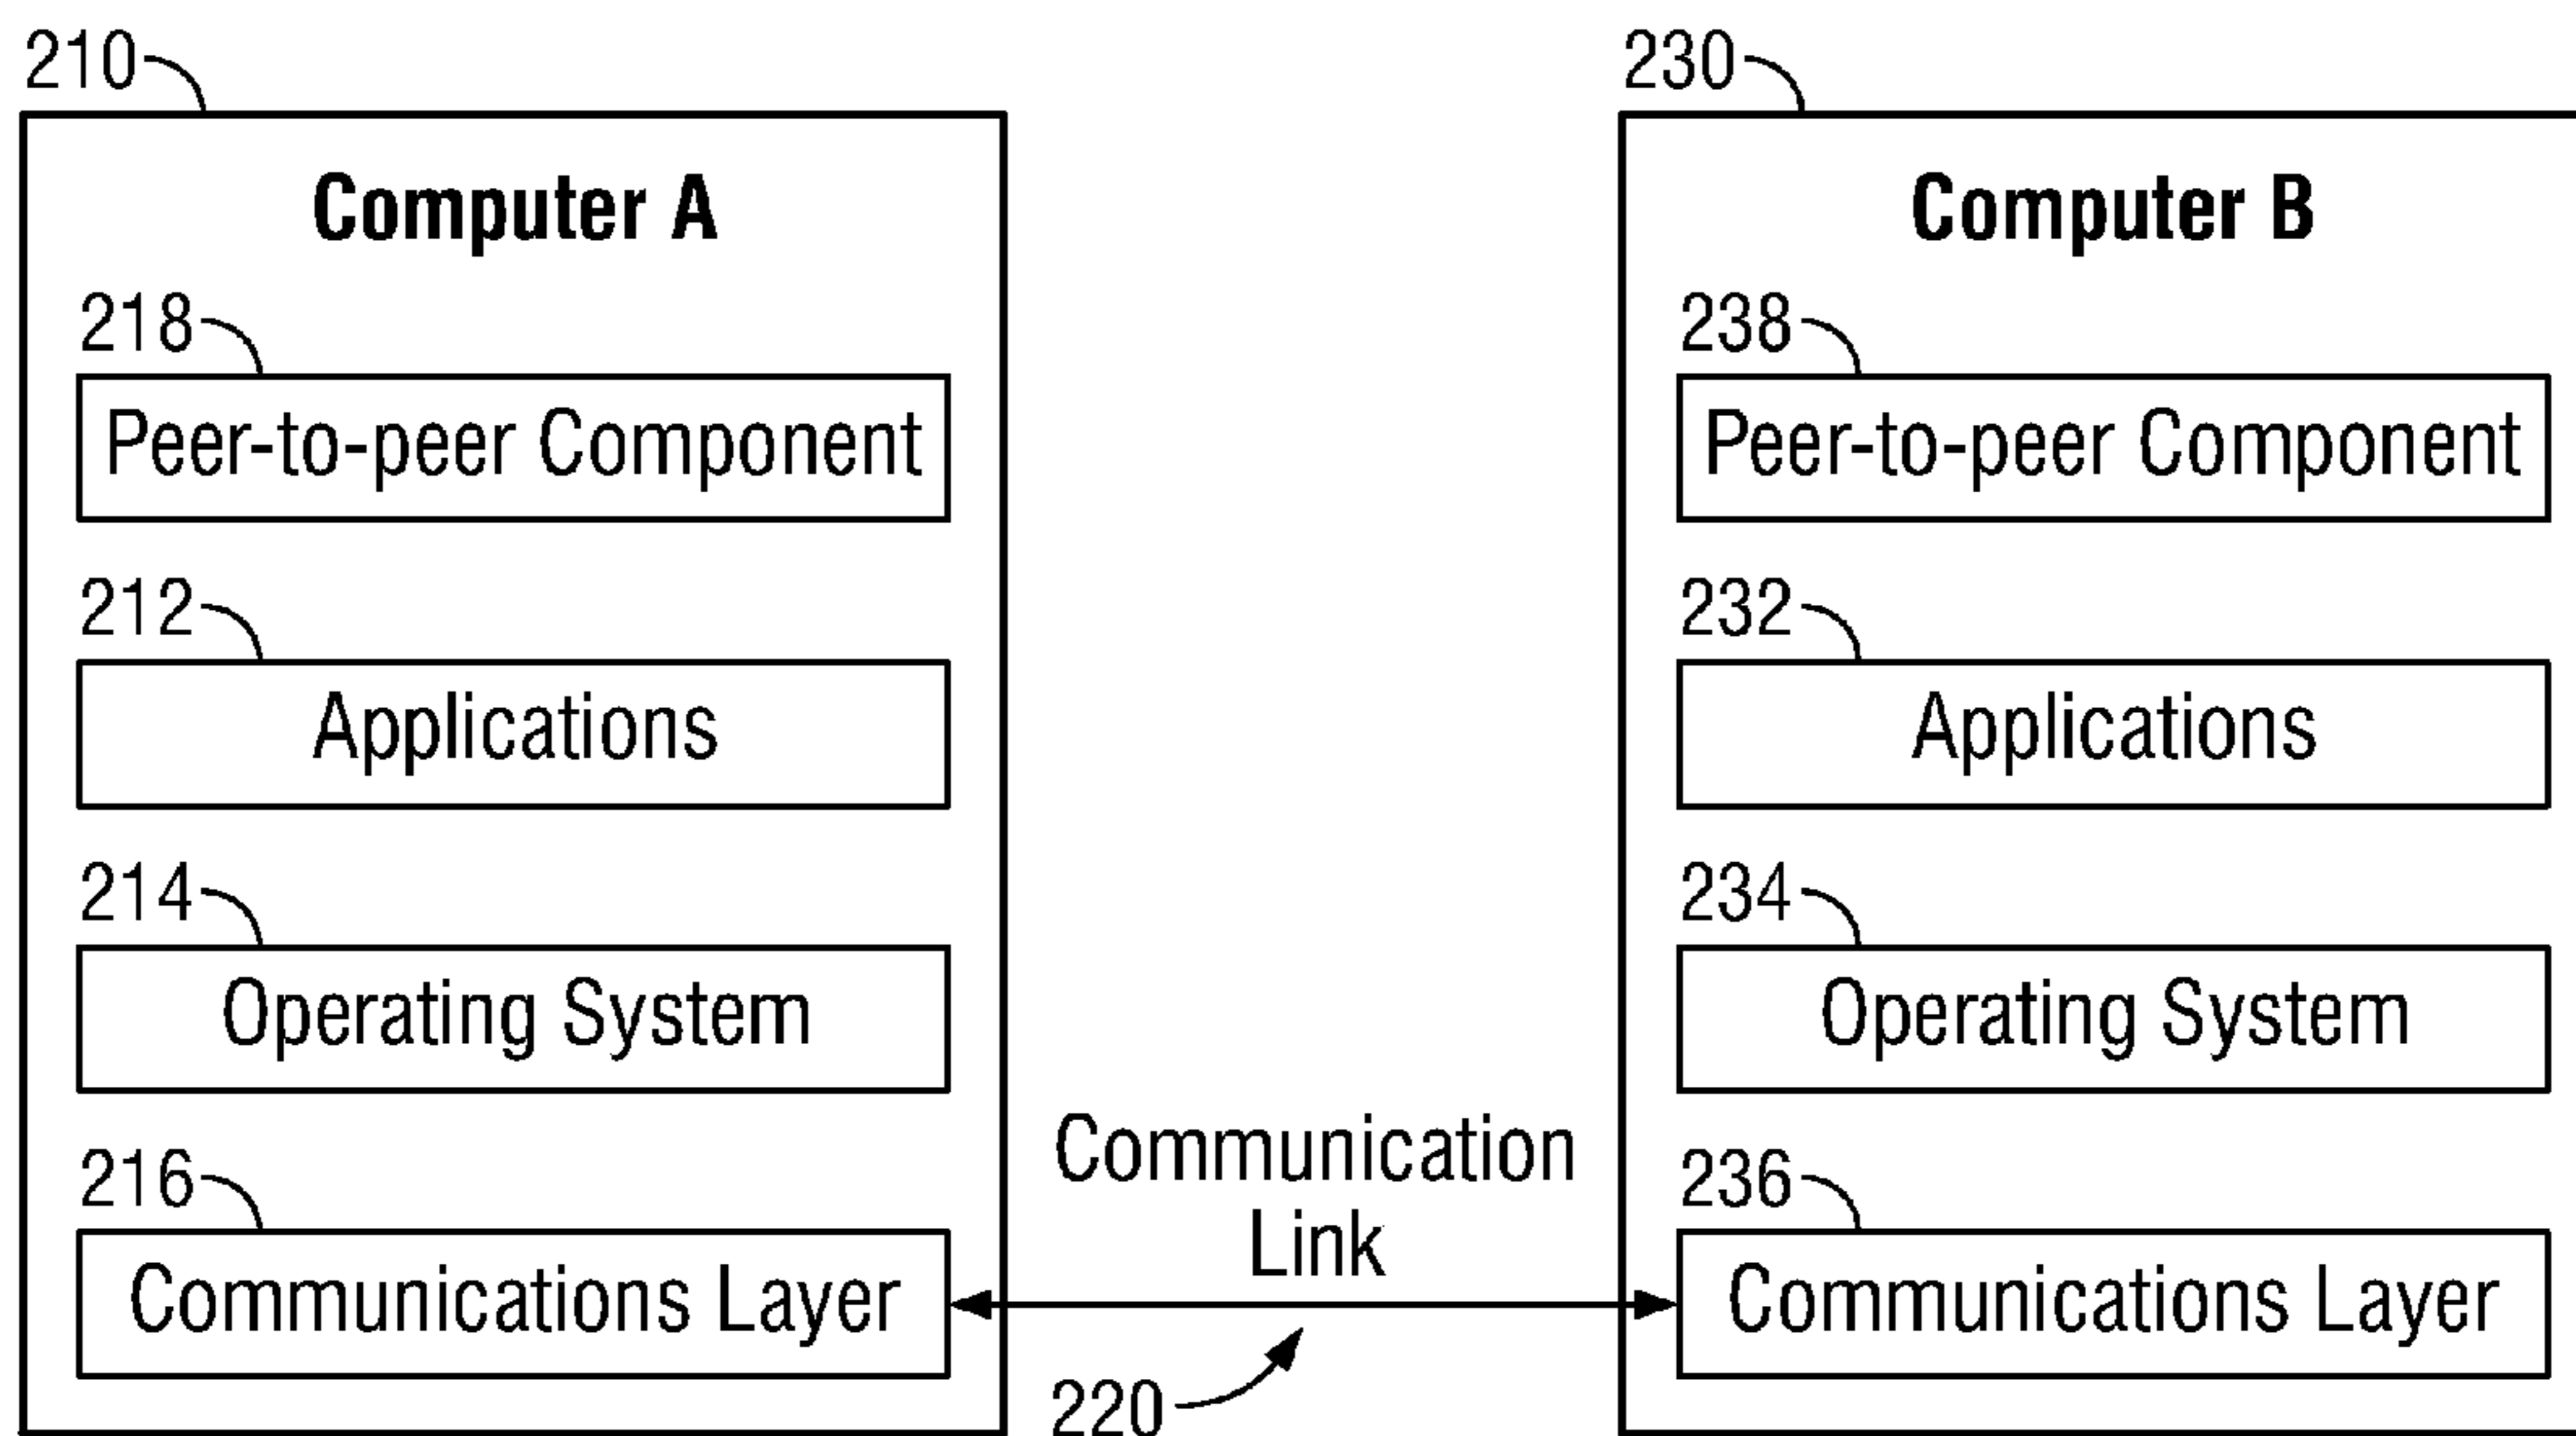 210
Computer A
218
Peer-to-peer Component
212
Applications
214
Operating System
216
Communications Layer
Communication
Link
220
230
Computer B
238
Peer-to-peer Component
232
Applications
234
Operating System
236
Communications Layer